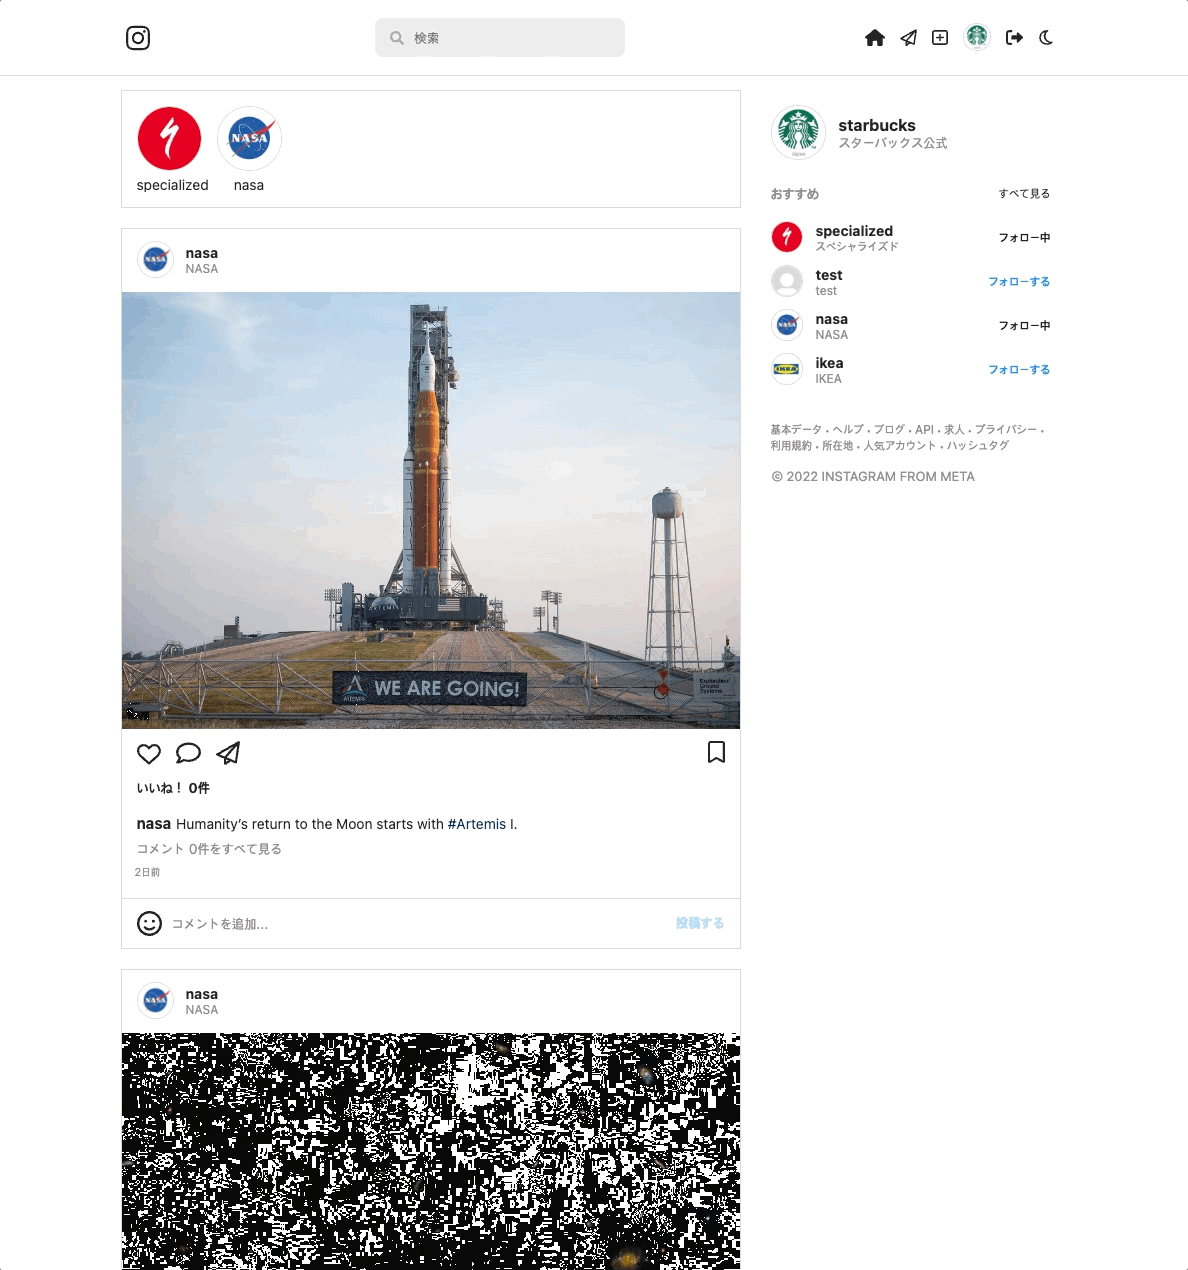 検索
specialized
nasa
starbucks
スターバックス公式
おすすめ
すべて見る
specialized
スペシャライズド
フォロー中
test
test
フォローする
nasa
NASA
フォロー中
ikea
IKEA
フォローする
基本データ・ヘルプ・ブログ・API・求人・プライバシー・
利用規約・所在地・人気アカウント・ハッシュタグ
© 2022 INSTAGRAM FROM META
nasa
NASA
ARTEMIS
ARTEMIS
WE ARE GOING!
Exploration
Ground
Systems
いいね！ 0件
nasa Humanity’s return to the Moon starts with #Artemis I.
コメント 0件をすべて見る
2日前
コメントを追加...
投稿する
nasa
NASA